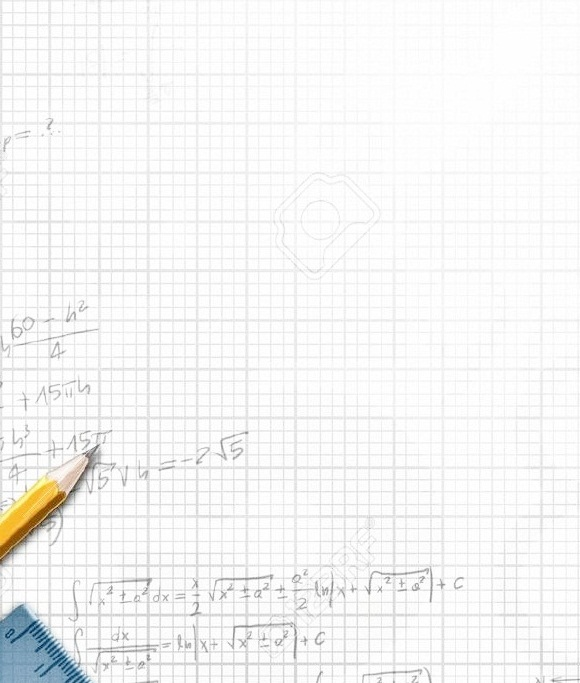 p = ?
60 - h²
4
+ 15πh
h³
4
+ 15π
√5 ∨ h = -2√5
∫ √(x² ± a²) dx = x/2 √(x² ± a²) ± a²/2 ln|x + √(x² ± a²)| + C
∫ dx/√(x² ± a²) = ln|x + √(x² ± a²)| + C